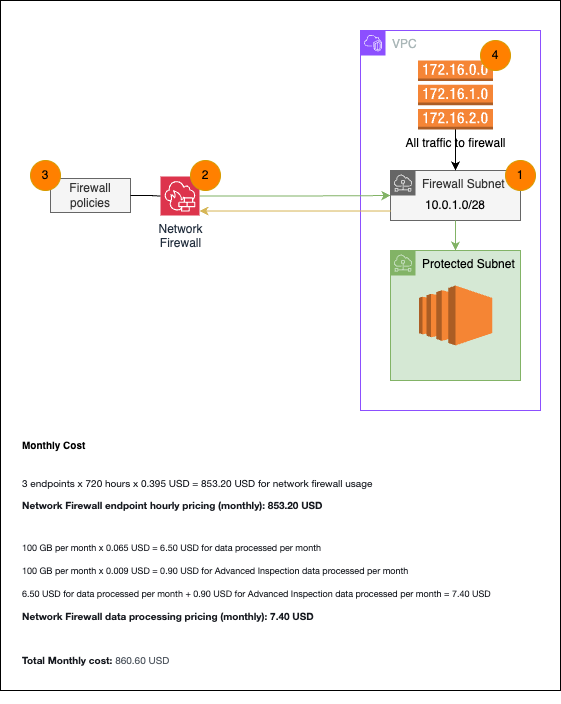 VPC
4
172.16.0.0
172.16.1.0
172.16.2.0
All traffic to firewall
3
2
1
Firewall
policies
Firewall Subnet
10.0.1.0/28
Network
Firewall
Protected Subnet
Monthly Cost
3 endpoints x 720 hours x 0.395 USD = 853.20 USD for network firewall usage
Network Firewall endpoint hourly pricing (monthly): 853.20 USD
100 GB per month x 0.065 USD = 6.50 USD for data processed per month
100 GB per month x 0.009 USD = 0.90 USD for Advanced Inspection data processed per month
6.50 USD for data processed per month + 0.90 USD for Advanced Inspection data processed per month = 7.40 USD
Network Firewall data processing pricing (monthly): 7.40 USD
Total Monthly cost: 860.60 USD